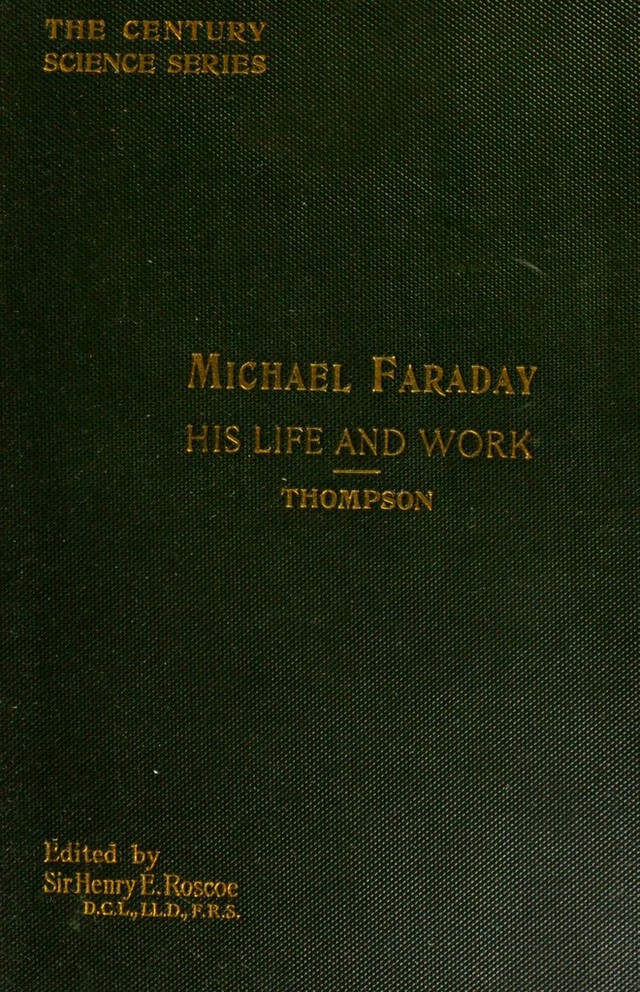 THE CENTURY
SCIENCE SERIES
MICHAEL FARADAY
HIS LIFE AND WORK
THOMPSON
Edited by
Sir Henry E. Roscoe
D.C.L., LL.D., F.R.S.